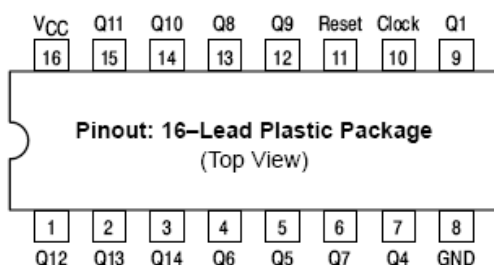 VCC Q11 Q10 Q8 Q9 Reset Clock Q1
16 15 14 13 12 11 10 9
Pinout: 16–Lead Plastic Package
(Top View)
1 2 3 4 5 6 7 8
Q12 Q13 Q14 Q6 Q5 Q7 Q4 GND